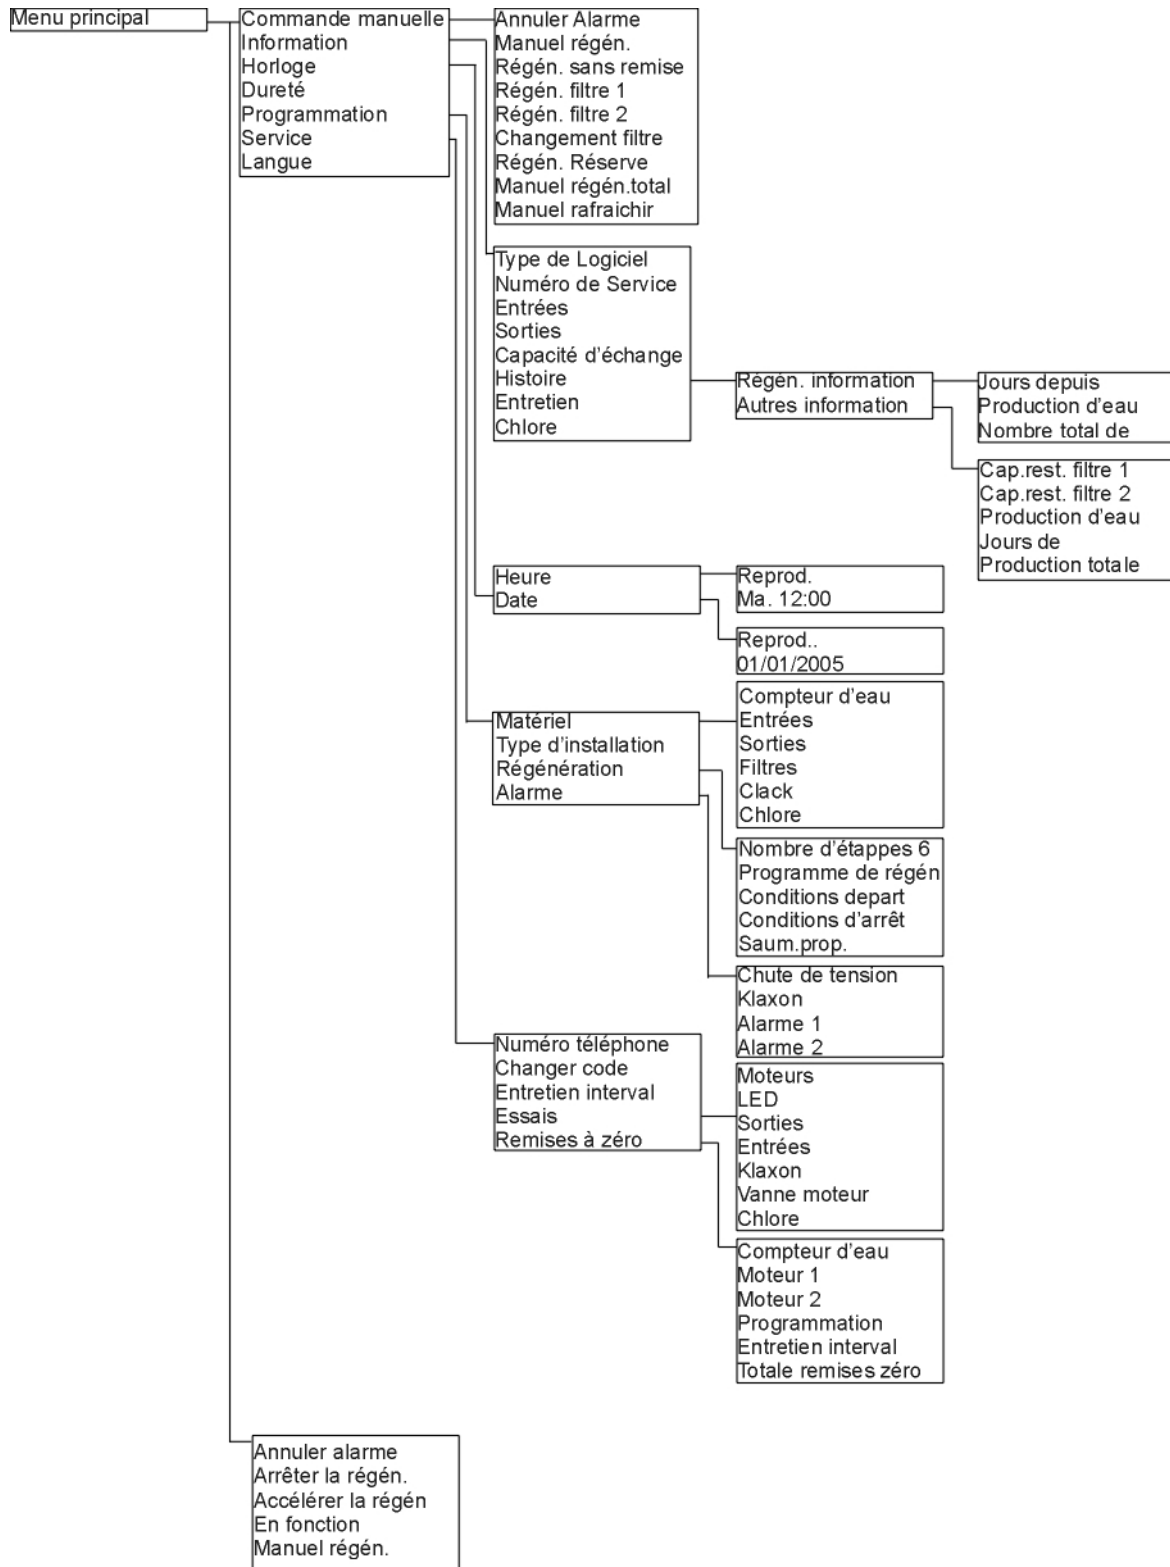 Menu principal
Commande manuelle
Information
Horloge
Dureté
Programmation
Service
Langue
Annuler Alarme
Manuel régén.
Régén. sans remise
Régén. filtre 1
Régén. filtre 2
Changement filtre
Régén. Réserve
Manuel régén.total
Manuel rafraichir
Type de Logiciel
Numéro de Service
Entrées
Sorties
Capacité d'échange
Histoire
Entretien
Chlore
Régén. information
Autres information
Jours depuis
Production d'eau
Nombre total de
Cap.rest. filtre 1
Cap.rest. filtre 2
Production d'eau
Jours de
Production totale
Heure
Date
Reprod.
Ma. 12:00
Reprod..
01/01/2005
Matériel
Type d'installation
Régénération
Alarme
Compteur d'eau
Entrées
Sorties
Filtres
Clack
Chlore
Nombre d'étappes 6
Programme de régén
Conditions depart
Conditions d'arrêt
Saum.prop.
Chute de tension
Klaxon
Alarme 1
Alarme 2
Numéro téléphone
Changer code
Entretien interval
Essais
Remises à zéro
Moteurs
LED
Sorties
Entrées
Klaxon
Vanne moteur
Chlore
Compteur d'eau
Moteur 1
Moteur 2
Programmation
Entretien interval
Totale remises zéro
Annuler alarme
Arrêter la régén.
Accélérer la régén
En fonction
Manuel régén.